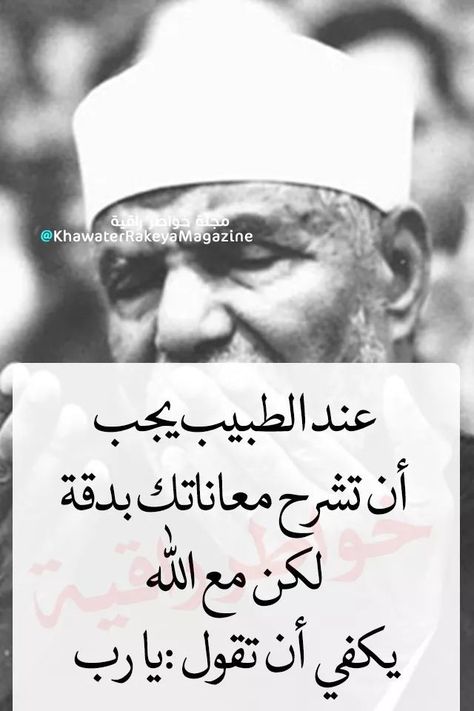 مجلة خواطر راقية
@KhawaterRakeyaMagazine
عند الطبيب يجب
أن تشرح معاناتك بدقة
لكن مع الله
يكفي أن تقول :يا رب
خواطر راقية